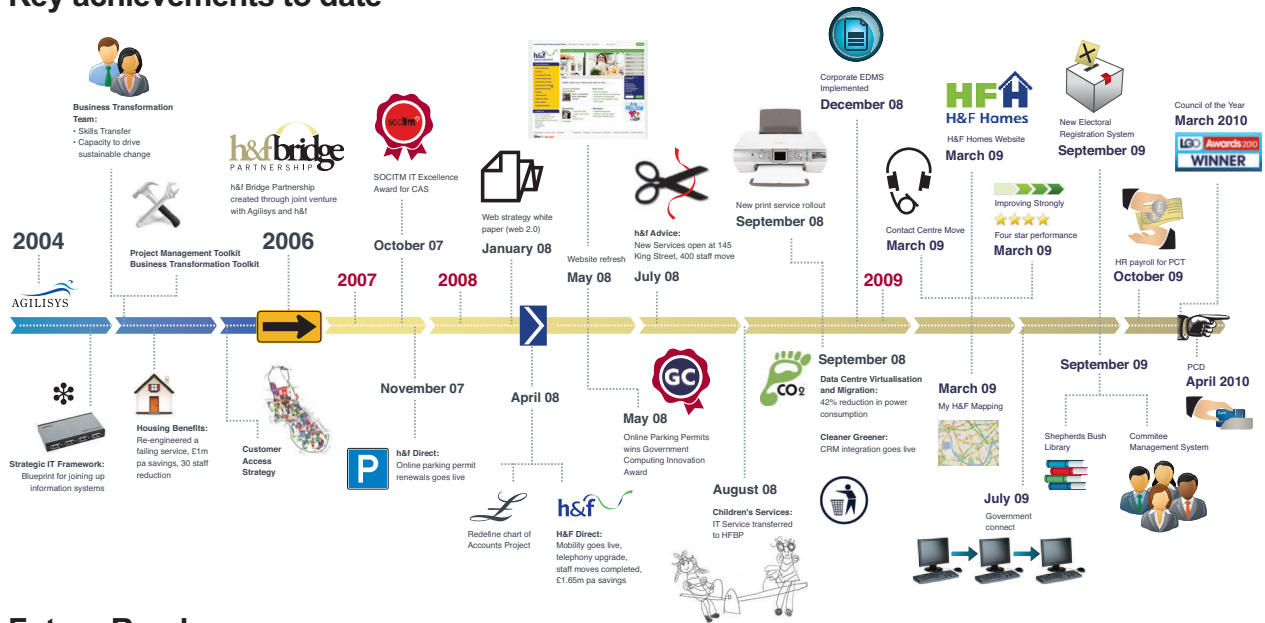 Key achievements to date
Business Transformation
Team:
• Skills Transfer
• Capacity to drive
sustainable change
Project Management Toolkit
Business Transformation Toolkit
2004
AGILISYS
h&f bridge
PARTNERSHIP
h&f Bridge Partnership
created through joint venture
with Agilisys and h&f
2006
socitm
SOCITM IT Excellence
Award for CAS
October 07
2007
2008
Web strategy white
paper (web 2.0)
January 08
h&f
Website refresh
May 08
h&f Advice:
New Services open at 145
King Street, 400 staff move
July 08
New print service rollout
September 08
Corporate EDMS
Implemented
December 08
2009
Contact Centre Move
March 09
HFH
H&F Homes
H&F Homes Website
March 09
Improving Strongly
Four star performance
March 09
New Electoral
Registration System
September 09
HR payroll for PCT
October 09
Council of the Year
March 2010
LGO Awards 2010
WINNER
Strategic IT Framework:
Blueprint for joining up
information systems
Housing Benefits:
Re-engineered a
failing service, £1m
pa savings, 30 staff
reduction
Customer
Access
Strategy
November 07
P
h&f Direct:
Online parking permit
renewals goes live
April 08
£
Redefine chart of
Accounts Project
h&f
H&F Direct:
Mobility goes live,
telephony upgrade,
staff moves completed,
£1.65m pa savings
GC
May 08
Online Parking Permits
wins Government
Computing Innovation
Award
August 08
Children's Services:
IT Service transferred
to HFBP
CO2
September 08
Data Centre Virtualisation
and Migration:
42% reduction in power
consumption
Cleaner Greener:
CRM integration goes live
March 09
My H&F Mapping
July 09
Government
connect
September 09
Shepherds Bush
Library
Commitee
Management System
PCD
April 2010